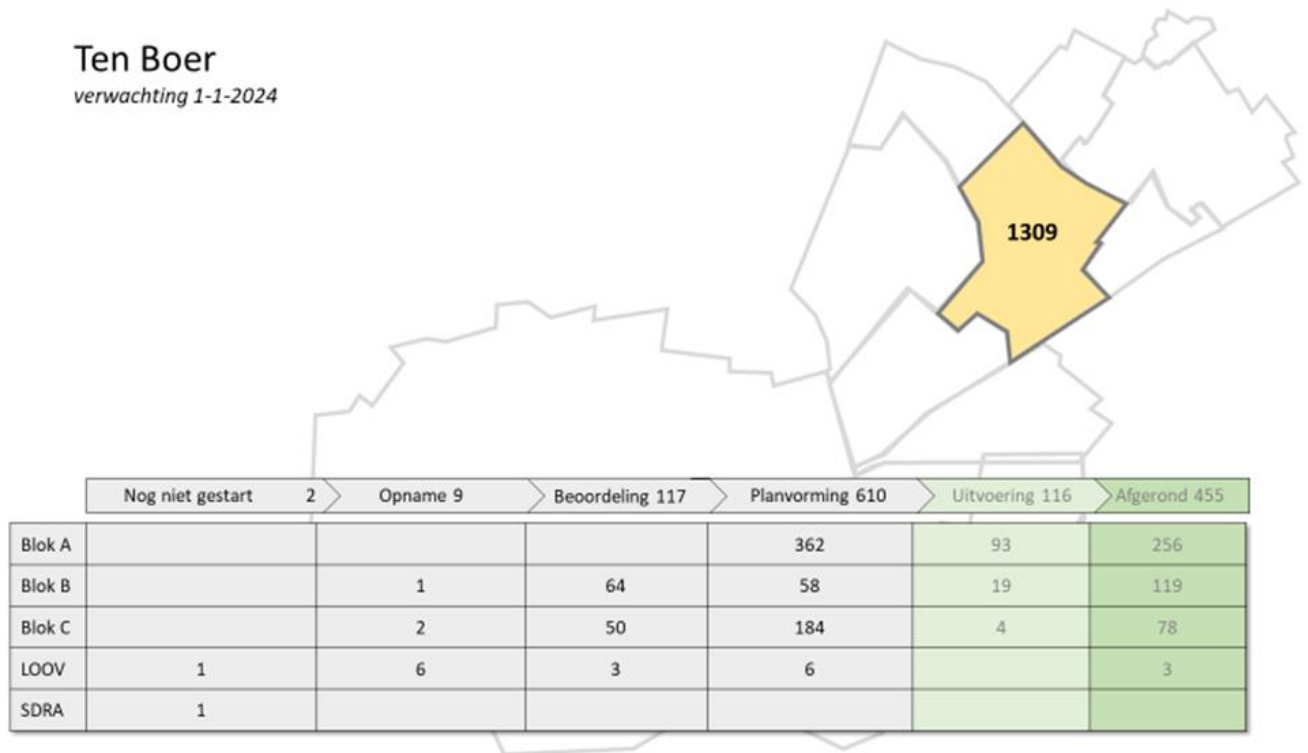 Ten Boer
verwachting 1-1-2024
1309
Nog niet gestart 2 Opname 9 Beoordeling 117 Planvorming 610 Uitvoering 116 Afgerond 455
Blok A 362 93 256
Blok B 1 64 58 19 119
Blok C 2 50 184 4 78
LOOV 1 6 3 6 3
SDRA 1